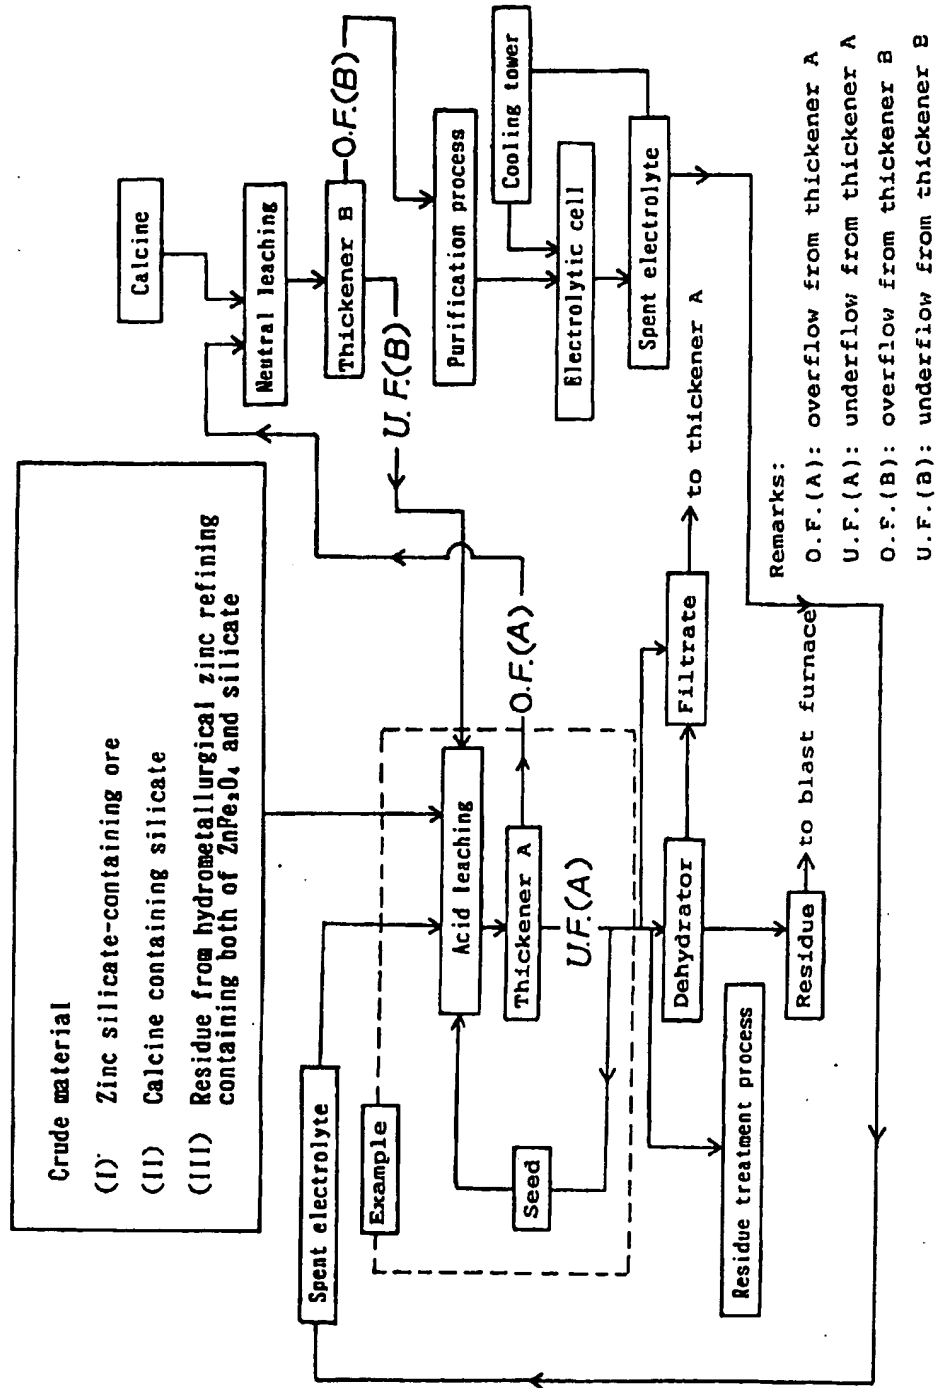 Crude material
(I) Zinc silicate-containing ore
(II) Calcine containing silicate
(III) Residue from hydrometallurgical zinc refining
containing both of ZnFe₂O₄ and silicate
Calcine
Spent electrolyte
Neutral leaching
Example
Thickener B
O.F.(B)
U.F.(B)
Acid leaching
Purification process
Seed
Thickener A
O.F.(A)
Cooling tower
U.F.(A)
Electrolytic cell
Spent electrolyte
Dehydrator
Filtrate
to thickener A
Residue treatment process
Residue
to blast furnace
Remarks:
O.F.(A): overflow from thickener A
U.F.(A): underflow from thickener A
O.F.(B): overflow from thickener B
U.F.(B): underflow from thickener B